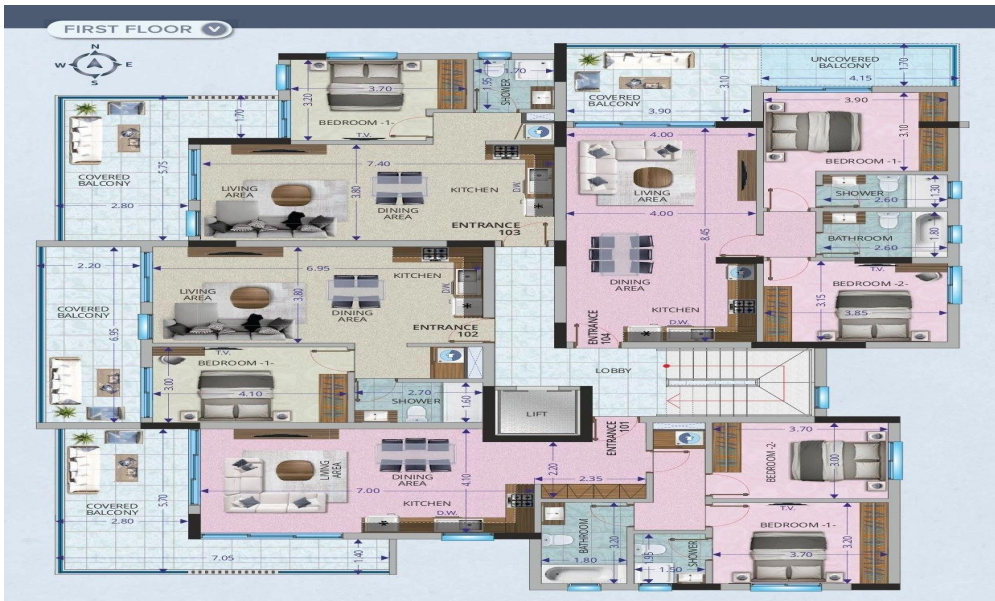 FIRST FLOOR V
N
W E
S
3.70
3.20
BEDROOM -1-
T.V.
1.70
1.95
SHOWER
COVERED
BALCONY
3.90
3.10
UNCOVERED
BALCONY
4.15
1.70
1.70
5.75
COVERED
BALCONY
2.80
7.40
LIVING
AREA
3.80
DINING
AREA
KITCHEN
D.W.
ENTRANCE
103
4.00
LIVING
AREA
4.00
8.45
DINING
AREA
KITCHEN
D.W.
ENTRANCE
104
3.90
3.10
BEDROOM -1-
SHOWER
1.30
2.60
BATHROOM
1.80
2.60
T.V.
BEDROOM -2-
3.15
3.85
2.20
COVERED
BALCONY
6.95
6.95
LIVING
AREA
3.80
DINING
AREA
KITCHEN
D.W.
ENTRANCE
102
T.V.
BEDROOM -1-
3.00
4.10
2.70
SHOWER
1.60
LOBBY
LIFT
ENTRANCE
101
COVERED
BALCONY
2.80
5.70
7.05
1.40
LIVING
AREA
7.00
DINING
AREA
4.10
KITCHEN
D.W.
2.20
2.35
BATHROOM
1.80
3.20
1.95
1.50
SHOWER
BEDROOM -2-
3.70
3.00
T.V.
BEDROOM -1-
3.70
3.20